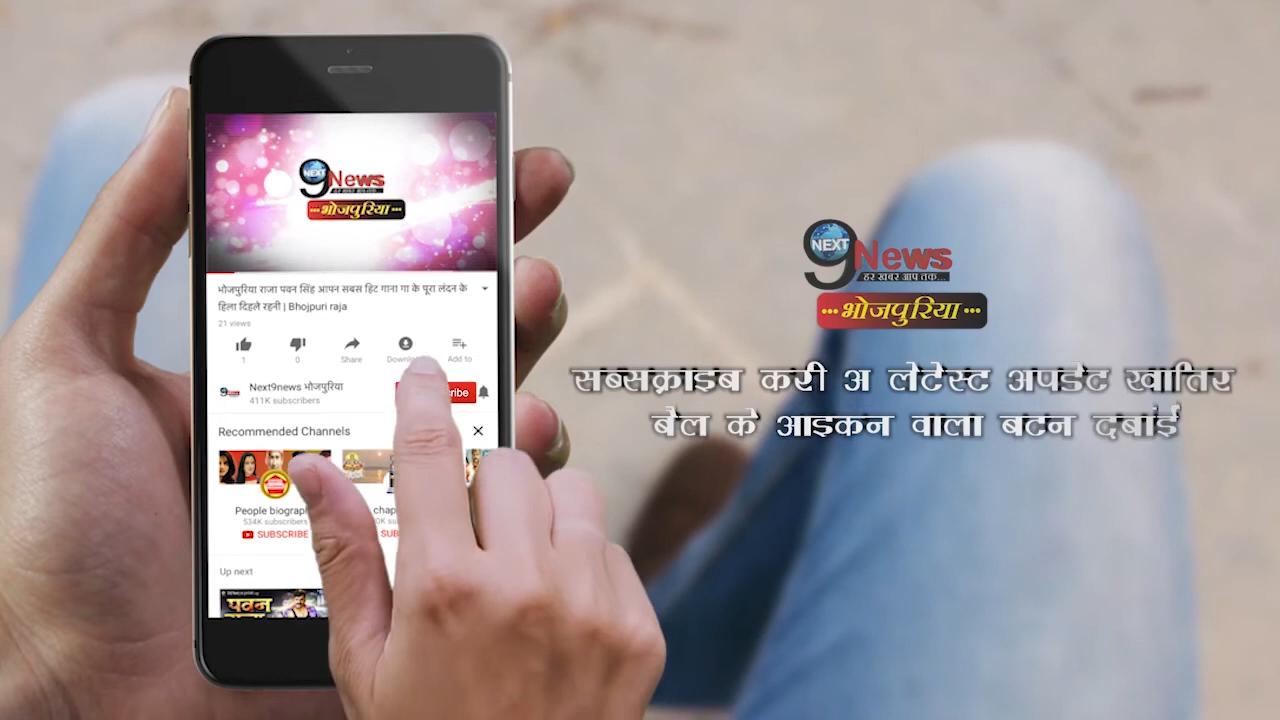 NEXT
9 News
हर खबर आप तक...
••• भोजपुरिया •••
भोजपुरिया राजा पवन सिंह आपन सबस हिट गाना गा के पूरा लंदन के
हिला दिहले रहनी | Bhojpuri raja
21 views
1
0
Share
Add to
Next9news भोजपुरिया
411K subscribers
Recommended Channels
People
534K subscribers
SUBSCRIBE
Up next
पवन
NEXT
9 News
हर खबर आप तक...
••• भोजपुरिया •••
सब्सक्राइब करी अ लेटेस्ट अपडेट खातिर
बैल के आइकन वाला बटन दबाई